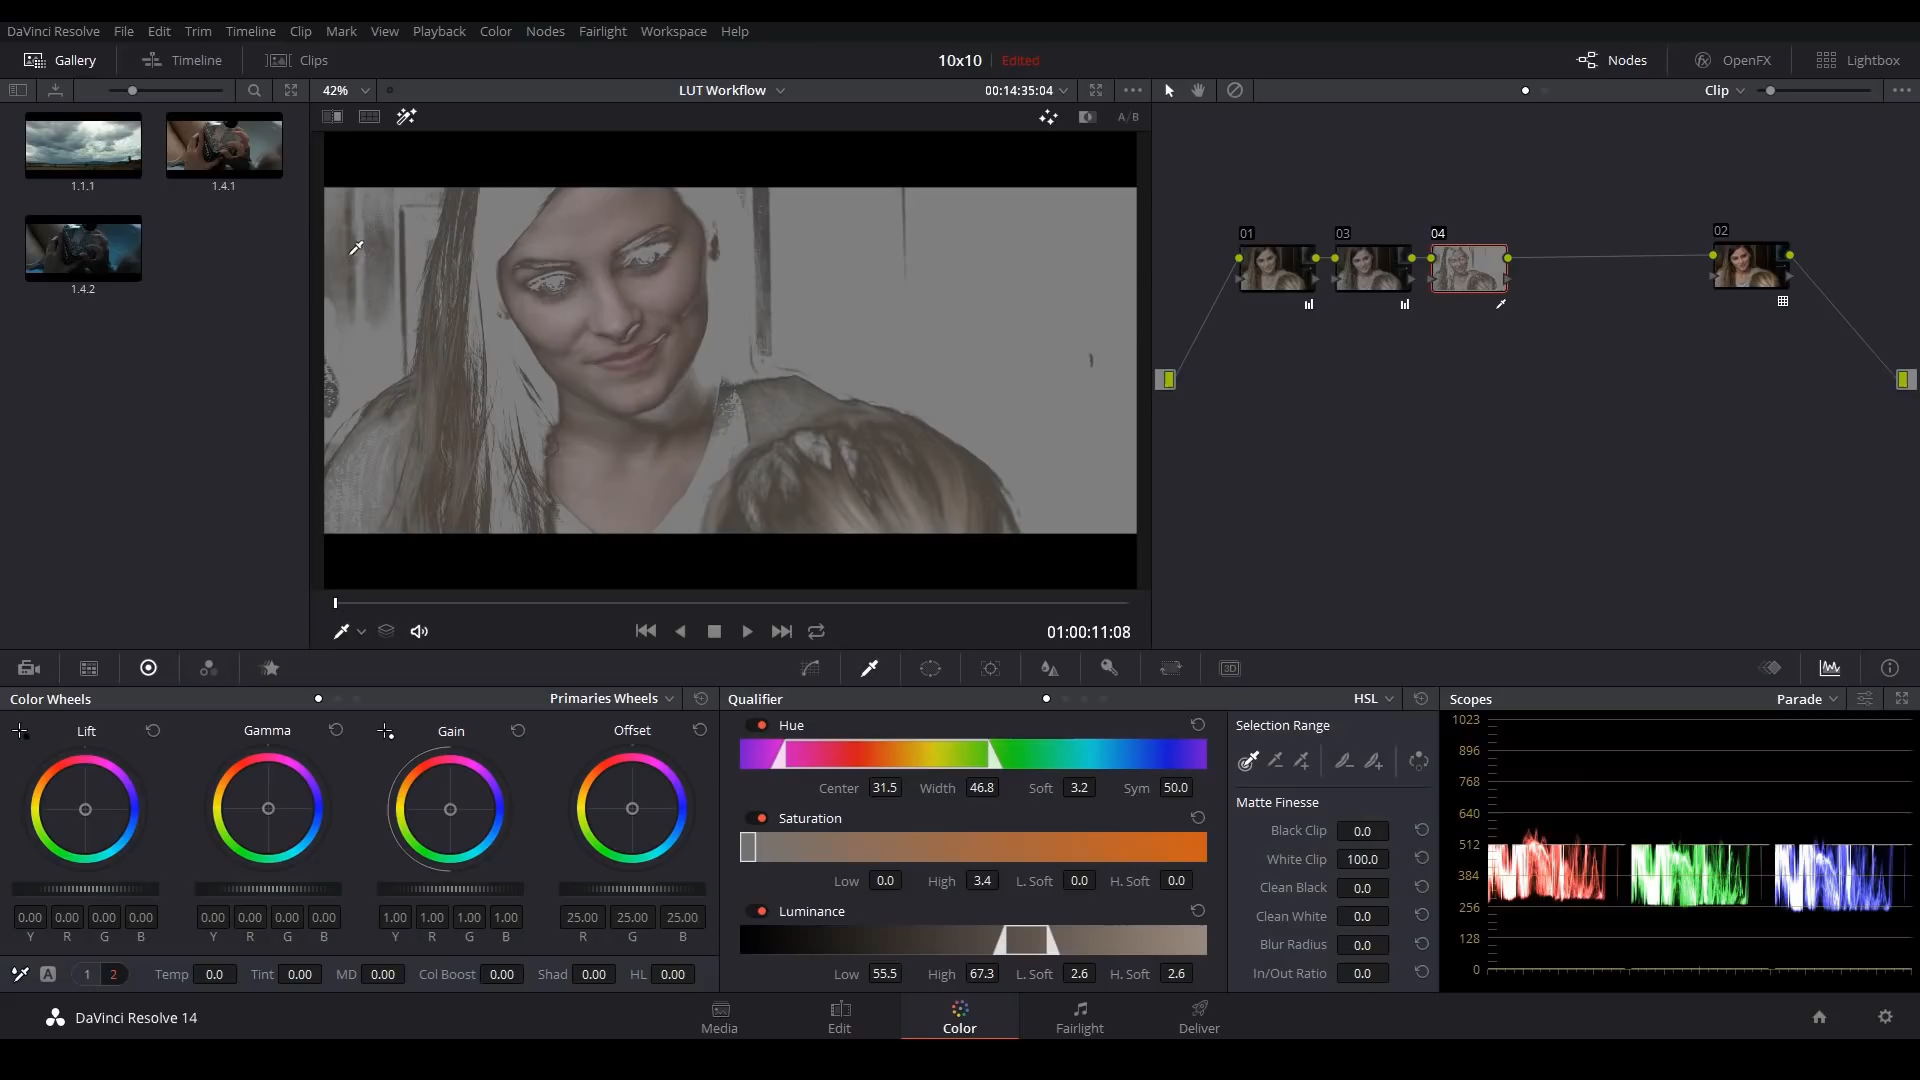 DaVinci Resolve File Edit Trim Timeline Clip Mark View Playback Color Nodes Fairlight Workspace Help
Gallery Timeline Clips 10x10 Edited Nodes OpenFX Lightbox
42% LUT Workflow 00:14:35:04 Clip
A/B
1.1.1 1.4.1
1.4.2
01 03 04 02
01:00:11:08
3D
Color Wheels Primaries Wheels Qualifier HSL Scopes Parade
Lift Gamma Gain Offset
0.00 0.00 0.00 0.00 0.00 0.00 0.00 0.00 1.00 1.00 1.00 1.00 25.00 25.00 25.00
Y R G B Y R G B Y R G B R G B
A 1 2 Temp 0.0 Tint 0.00 MD 0.00 Col Boost 0.00 Shad 0.00 HL 0.00
Hue
Center 31.5 Width 46.8 Soft 3.2 Sym 50.0
Saturation
Low 0.0 High 3.4 L. Soft 0.0 H. Soft 0.0
Luminance
Low 55.5 High 67.3 L. Soft 2.6 H. Soft 2.6
Selection Range
Matte Finesse
Black Clip 0.0
White Clip 100.0
Clean Black 0.0
Clean White 0.0
Blur Radius 0.0
In/Out Ratio 0.0
1023
896
768
640
512
384
256
128
0
DaVinci Resolve 14 Media Edit Color Fairlight Deliver